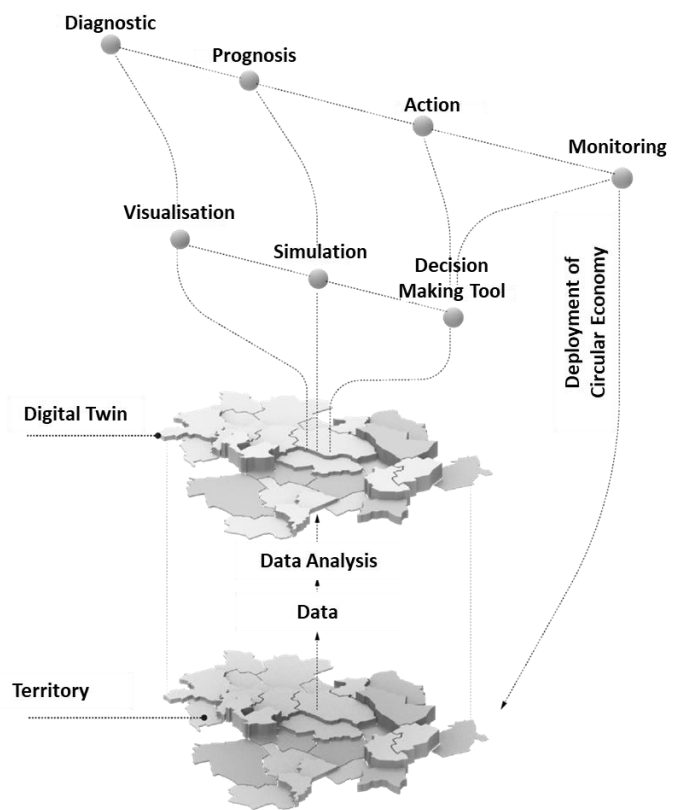 Diagnostic
Prognosis
Action
Monitoring
Visualisation
Simulation
Decision
Making Tool
Deployment of
Circular Economy
Digital Twin
Data Analysis
Data
Territory